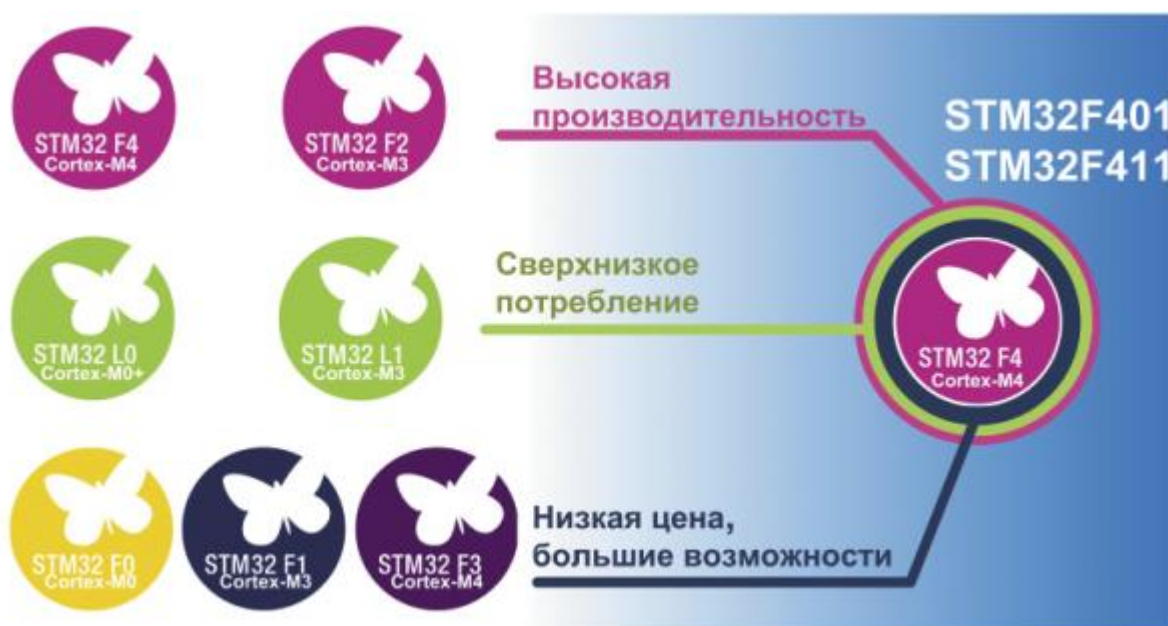 STM32 F4
Cortex-M4
STM32 F2
Cortex-M3
Высокая
производительность
STM32F401
STM32F411
STM32 L0
Cortex-M0+
STM32 L1
Cortex-M3
Сверхнизкое
потребление
STM32 F4
Cortex-M4
STM32 F0
Cortex-M0
STM32 F1
Cortex-M3
STM32 F3
Cortex-M4
Низкая цена,
большие возможности